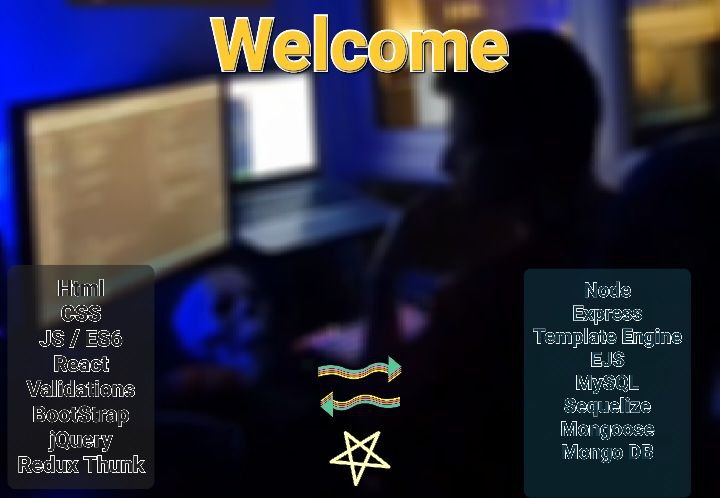 Welcome
Html
CSS
JS / ES6
React
Validations
BootStrap
jQuery
Redux Thunk
Node
Express
Template Engine
EJS
MySQL
Sequelize
Mongoose
Mongo DB